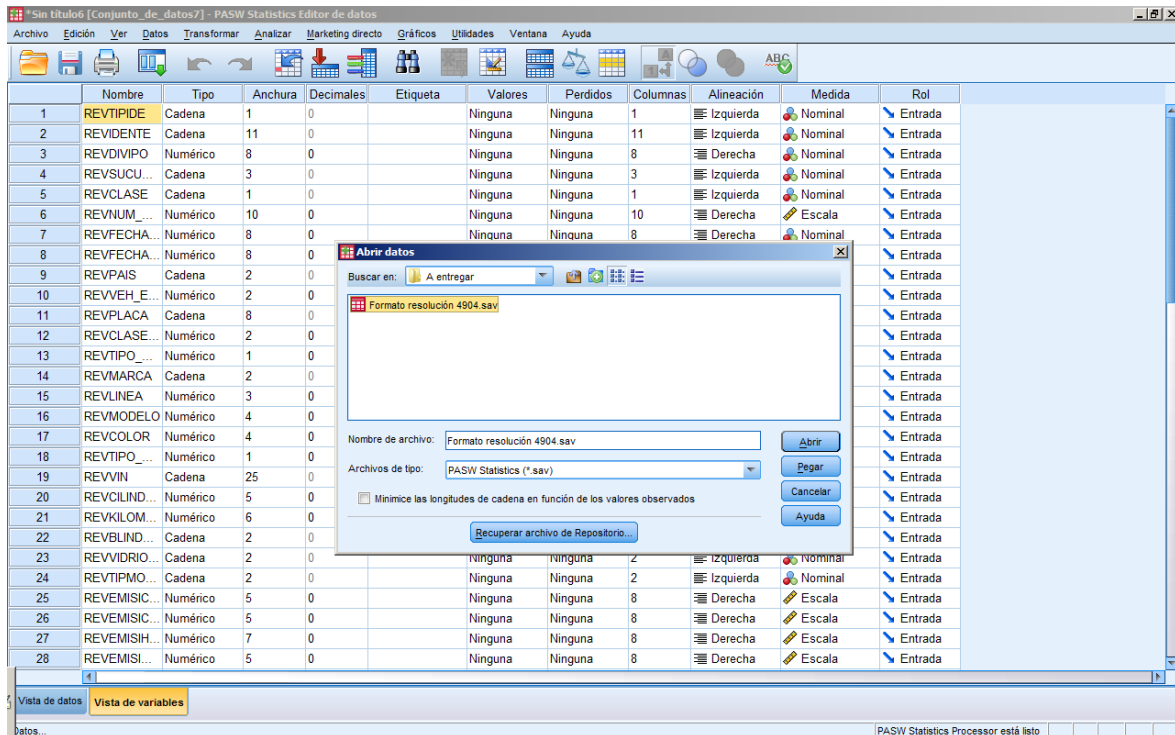 *Sin título6 [Conjunto_de_datos7] - PASW Statistics Editor de datos
Archivo Edición Ver Datos Transformar Analizar Marketing directo Gráficos Utilidades Ventana Ayuda
Nombre Tipo Anchura Decimales Etiqueta Valores Perdidos Columnas Alineación Medida Rol
1 REVTIPIDE Cadena 1 0 Ninguna Ninguna 1 Izquierda Nominal Entrada
2 REVIDENTE Cadena 11 0 Ninguna Ninguna 11 Izquierda Nominal Entrada
3 REVDIVIPO Numérico 8 0 Ninguna Ninguna 8 Derecha Nominal Entrada
4 REVSUCU... Cadena 3 0 Ninguna Ninguna 3 Izquierda Nominal Entrada
5 REVCLASE Cadena 1 0 Ninguna Ninguna 1 Izquierda Nominal Entrada
6 REVNUM_... Numérico 10 0 Ninguna Ninguna 10 Derecha Escala Entrada
7 REVFECHA... Numérico 8 0 Ninguna Ninguna 8 Derecha Nominal Entrada
8 REVFECHA... Numérico 8 0 Entrada
9 REVPAIS Cadena 2 0 Entrada
10 REVVEH_E... Numérico 2 0 Entrada
11 REVPLACA Cadena 8 0 Entrada
12 REVCLASE... Numérico 2 0 Entrada
13 REVTIPO_... Numérico 1 0 Entrada
14 REVMARCA Cadena 2 0 Entrada
15 REVLINEA Numérico 3 0 Entrada
16 REVMODELO Numérico 4 0 Entrada
17 REVCOLOR Numérico 4 0 Entrada
18 REVTIPO_... Numérico 1 0 Entrada
19 REVVIN Cadena 25 0 Entrada
20 REVCILIND... Numérico 5 0 Entrada
21 REVKILOM... Numérico 6 0 Entrada
22 REVBLIND... Cadena 2 0 Entrada
23 REVVIDRIO... Cadena 2 0 Ninguna Ninguna 2 Izquierda Nominal Entrada
24 REVTIPMO... Cadena 2 0 Ninguna Ninguna 2 Izquierda Nominal Entrada
25 REVEMISIC... Numérico 5 0 Ninguna Ninguna 8 Derecha Escala Entrada
26 REVEMISIC... Numérico 5 0 Ninguna Ninguna 8 Derecha Escala Entrada
27 REVEMISIH... Numérico 7 0 Ninguna Ninguna 8 Derecha Escala Entrada
28 REVEMISI... Numérico 5 0 Ninguna Ninguna 8 Derecha Escala Entrada
Abrir datos
Buscar en: A entregar
Formato resolución 4904.sav
Nombre de archivo: Formato resolución 4904.sav Abrir
Archivos de tipo: PASW Statistics (*.sav) Pegar
Minimice las longitudes de cadena en función de los valores observados Cancelar
Ayuda
Recuperar archivo de Repositorio...
Vista de datos Vista de variables
Datos... PASW Statistics Processor está listo